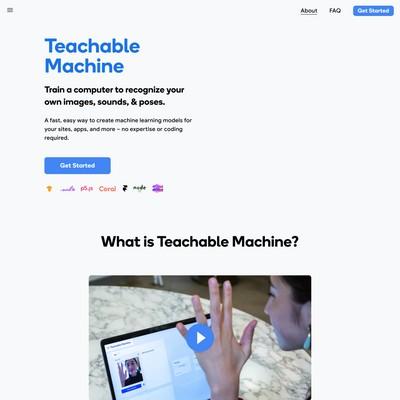 About
FAQ
Get Started
Teachable
Machine
Train a computer to recognize your
own images, sounds, & poses.
A fast, easy way to create machine learning models for
your sites, apps, and more – no expertise or coding
required.
Get Started
p5.js
Coral
node
What is Teachable Machine?